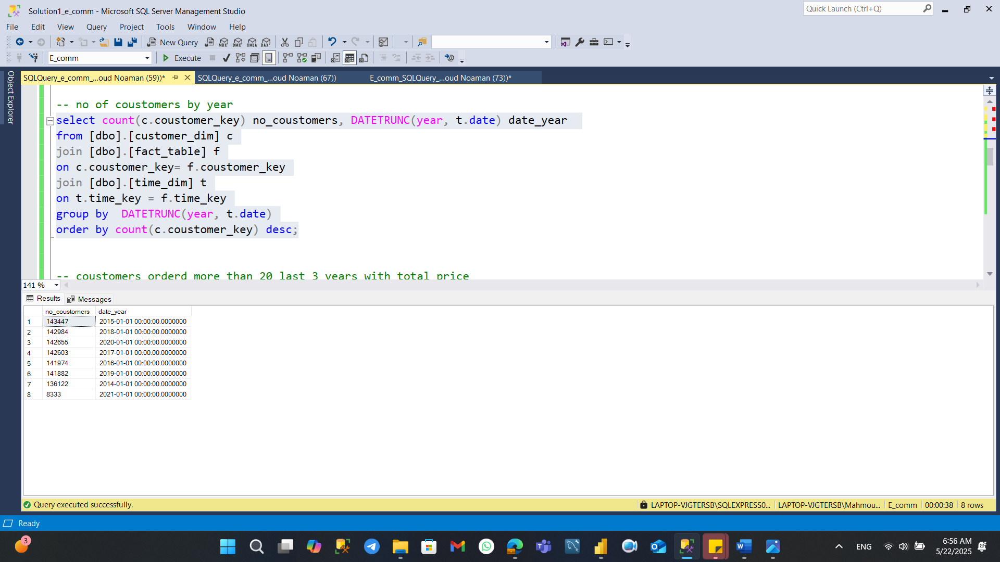 Solution1_e_comm - Microsoft SQL Server Management Studio
Quick Launch (Ctrl+Q)
File Edit View Query Project Tools Window Help
New Query MDX DMX XMLA DAX
E_comm Execute
Object Explorer
SQLQuery_e_comm_...oud Noaman (59))* SQLQuery_e_comm_...oud Noaman (67)) E_comm_SQLQuery_...oud Noaman (73))*
-- no of coustomers by year
select count(c.coustomer_key) no_coustomers, DATETRUNC(year, t.date) date_year
from [dbo].[customer_dim] c
join [dbo].[fact_table] f
on c.coustomer_key= f.coustomer_key
join [dbo].[time_dim] t
on t.time_key = f.time_key
group by  DATETRUNC(year, t.date)
order by count(c.coustomer_key) desc;
-- coustomers orderd more than 20 last 3 years with total price
141 %
Results Messages
no_coustomers date_year
1 143447 2015-01-01 00:00:00.0000000
2 142984 2018-01-01 00:00:00.0000000
3 142655 2020-01-01 00:00:00.0000000
4 142603 2017-01-01 00:00:00.0000000
5 141974 2016-01-01 00:00:00.0000000
6 141882 2019-01-01 00:00:00.0000000
7 136122 2014-01-01 00:00:00.0000000
8 8333 2021-01-01 00:00:00.0000000
Query executed successfully. LAPTOP-VJGTERSB\SQLEXPRESS0... LAPTOP-VJGTERSB\Mahmou... E_comm 00:00:38 8 rows
Ready
3
ENG
6:56 AM
5/22/2025